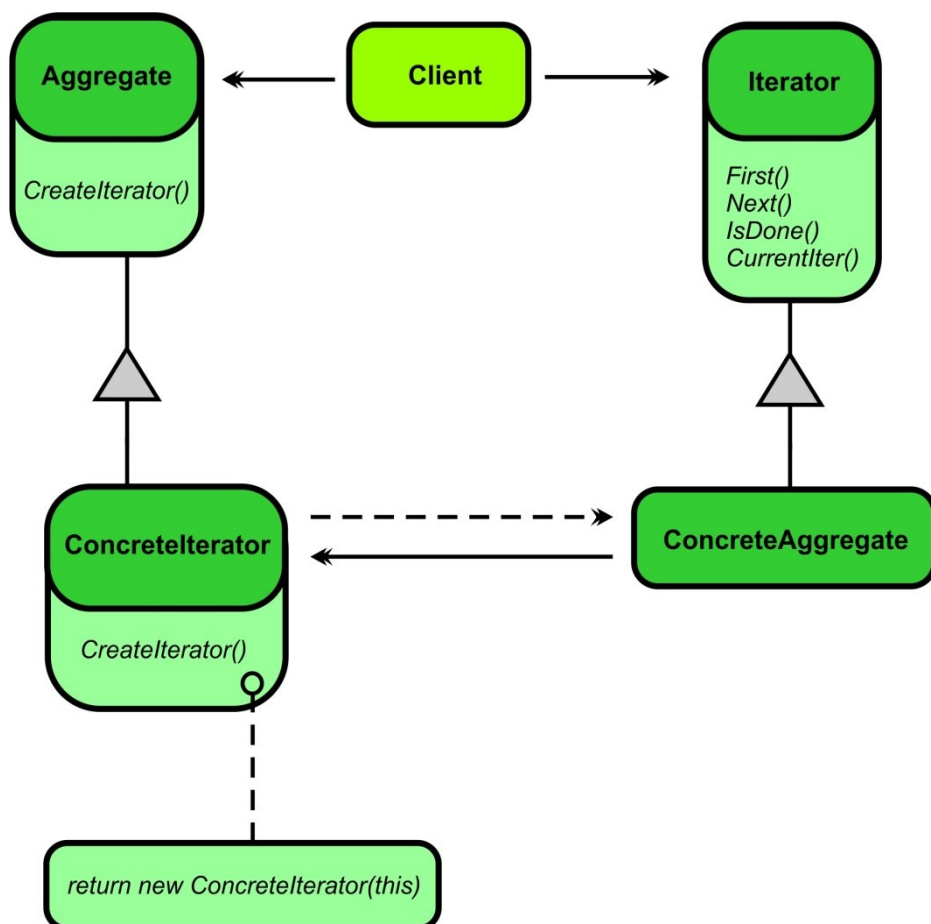 Aggregate
Client
Iterator
CreateIterator()
First()
Next()
IsDone()
CurrentIter()
ConcreteIterator
ConcreteAggregate
CreateIterator()
return new ConcreteIterator(this)